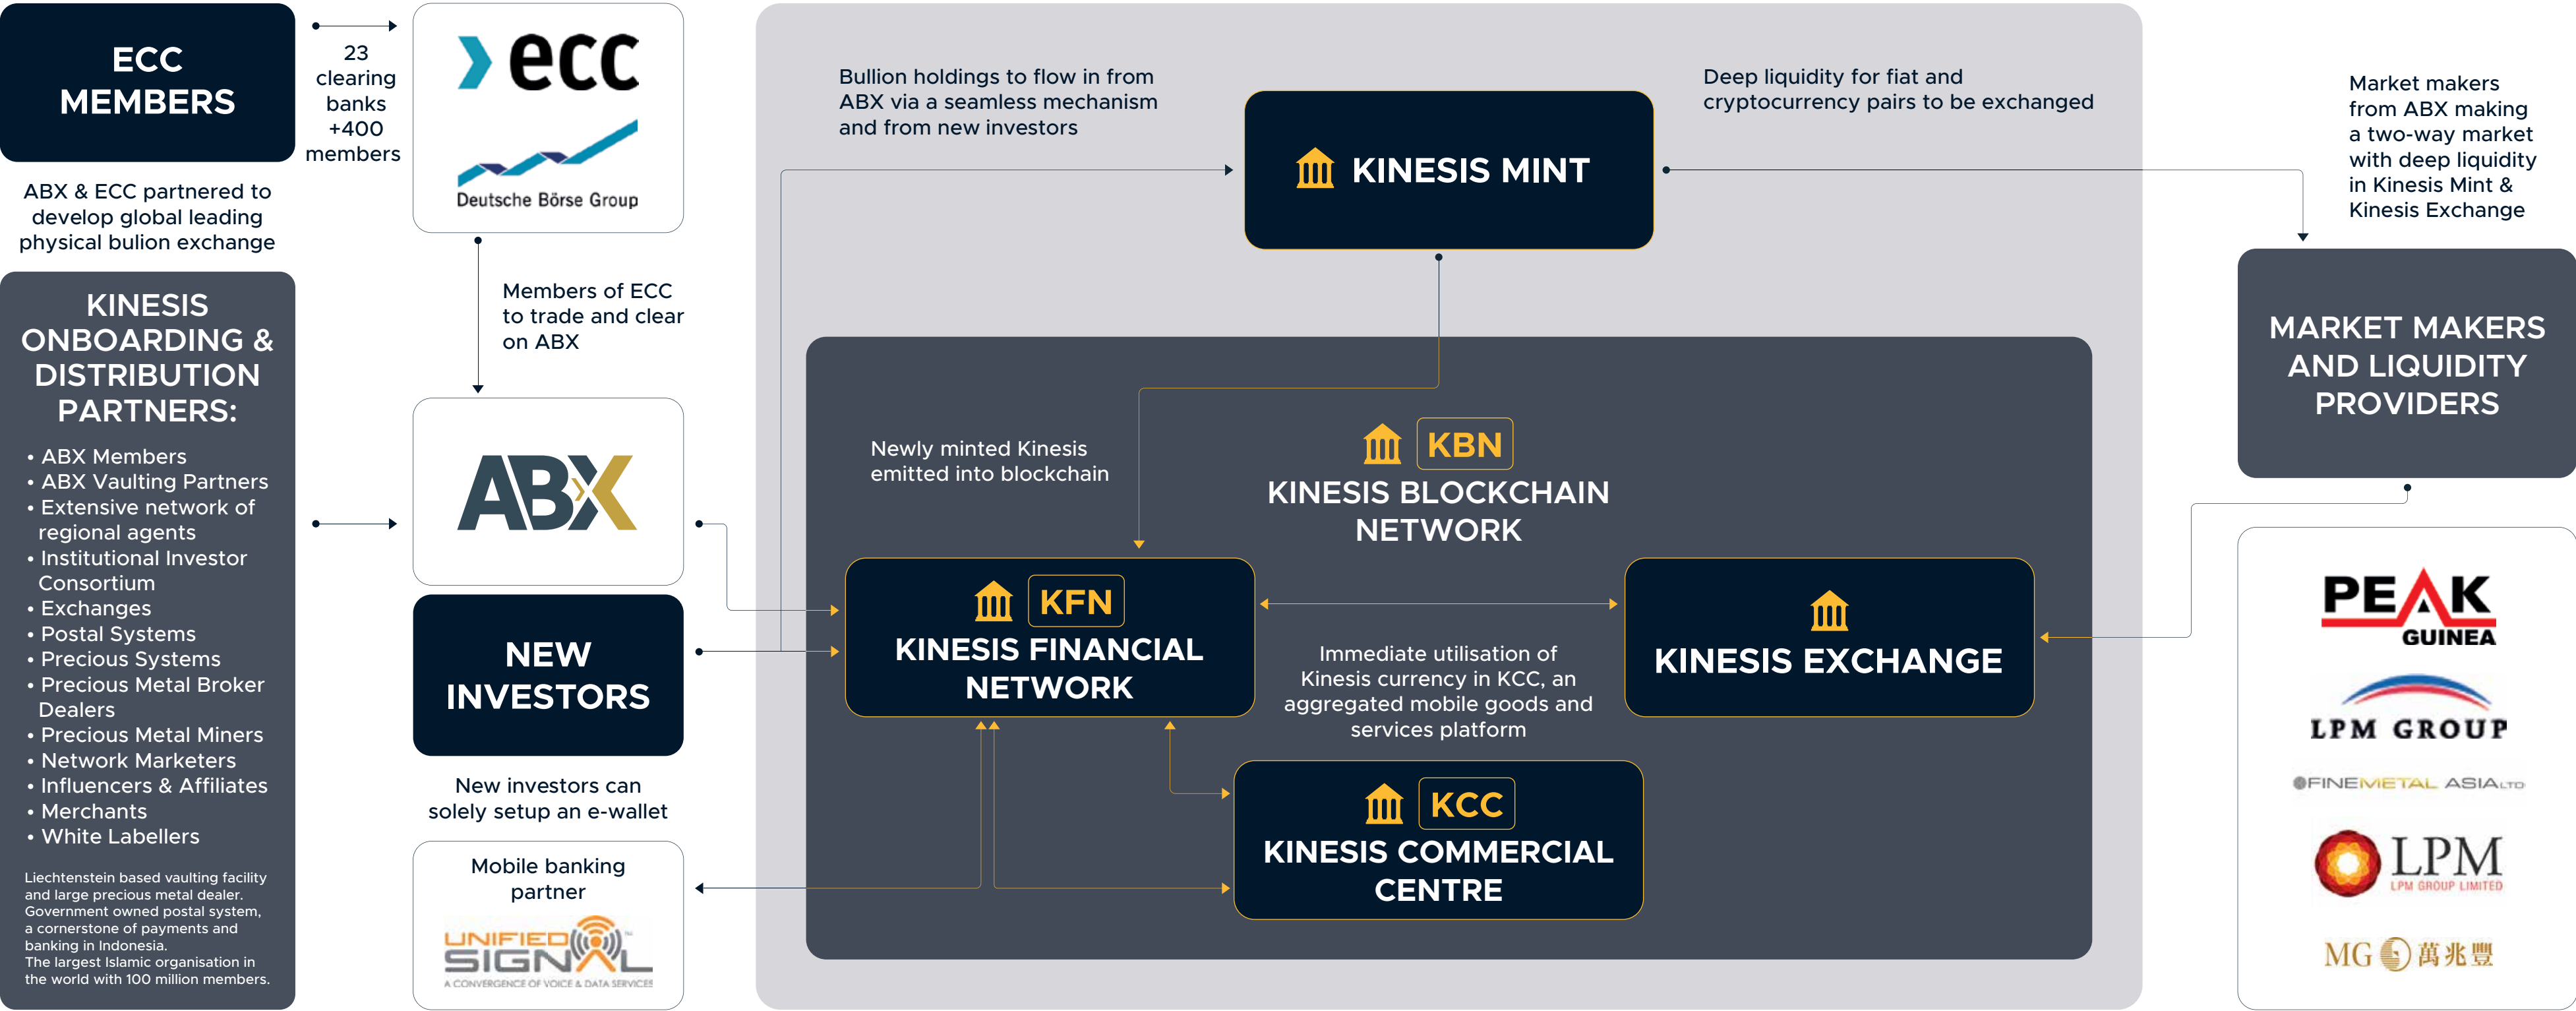 ECC
MEMBERS
23
clearing
banks
+400
members
ABX & ECC partnered to
develop global leading
physical bulion exchange
ecc
Deutsche Börse Group
Members of ECC
to trade and clear
on ABX
KINESIS
ONBOARDING &
DISTRIBUTION
PARTNERS:
• ABX Members
• ABX Vaulting Partners
• Extensive network of
regional agents
• Institutional Investor
Consortium
• Exchanges
• Postal Systems
• Precious Systems
• Precious Metal Broker
Dealers
• Precious Metal Miners
• Network Marketers
• Influencers & Affiliates
• Merchants
• White Labellers
Liechtenstein based vaulting facility
and large precious metal dealer.
Government owned postal system,
a cornerstone of payments and
banking in Indonesia.
The largest Islamic organisation in
the world with 100 million members.
ABX
NEW
INVESTORS
New investors can
solely setup an e-wallet
Mobile banking
partner
UNIFIED
SIGNAL
A CONVERGENCE OF VOICE & DATA SERVICES
Bullion holdings to flow in from
ABX via a seamless mechanism
and from new investors
KINESIS MINT
Deep liquidity for fiat and
cryptocurrency pairs to be exchanged
Newly minted Kinesis
emitted into blockchain
KBN
KINESIS BLOCKCHAIN
NETWORK
KFN
KINESIS FINANCIAL
NETWORK
Immediate utilisation of
Kinesis currency in KCC, an
aggregated mobile goods and
services platform
KINESIS EXCHANGE
KCC
KINESIS COMMERCIAL
CENTRE
Market makers
from ABX making
a two-way market
with deep liquidity
in Kinesis Mint &
Kinesis Exchange
MARKET MAKERS
AND LIQUIDITY
PROVIDERS
PEAK
GUINEA
LPM GROUP
FINEMETAL ASIA LTD
LPM
LPM GROUP LIMITED
MG 萬兆豐